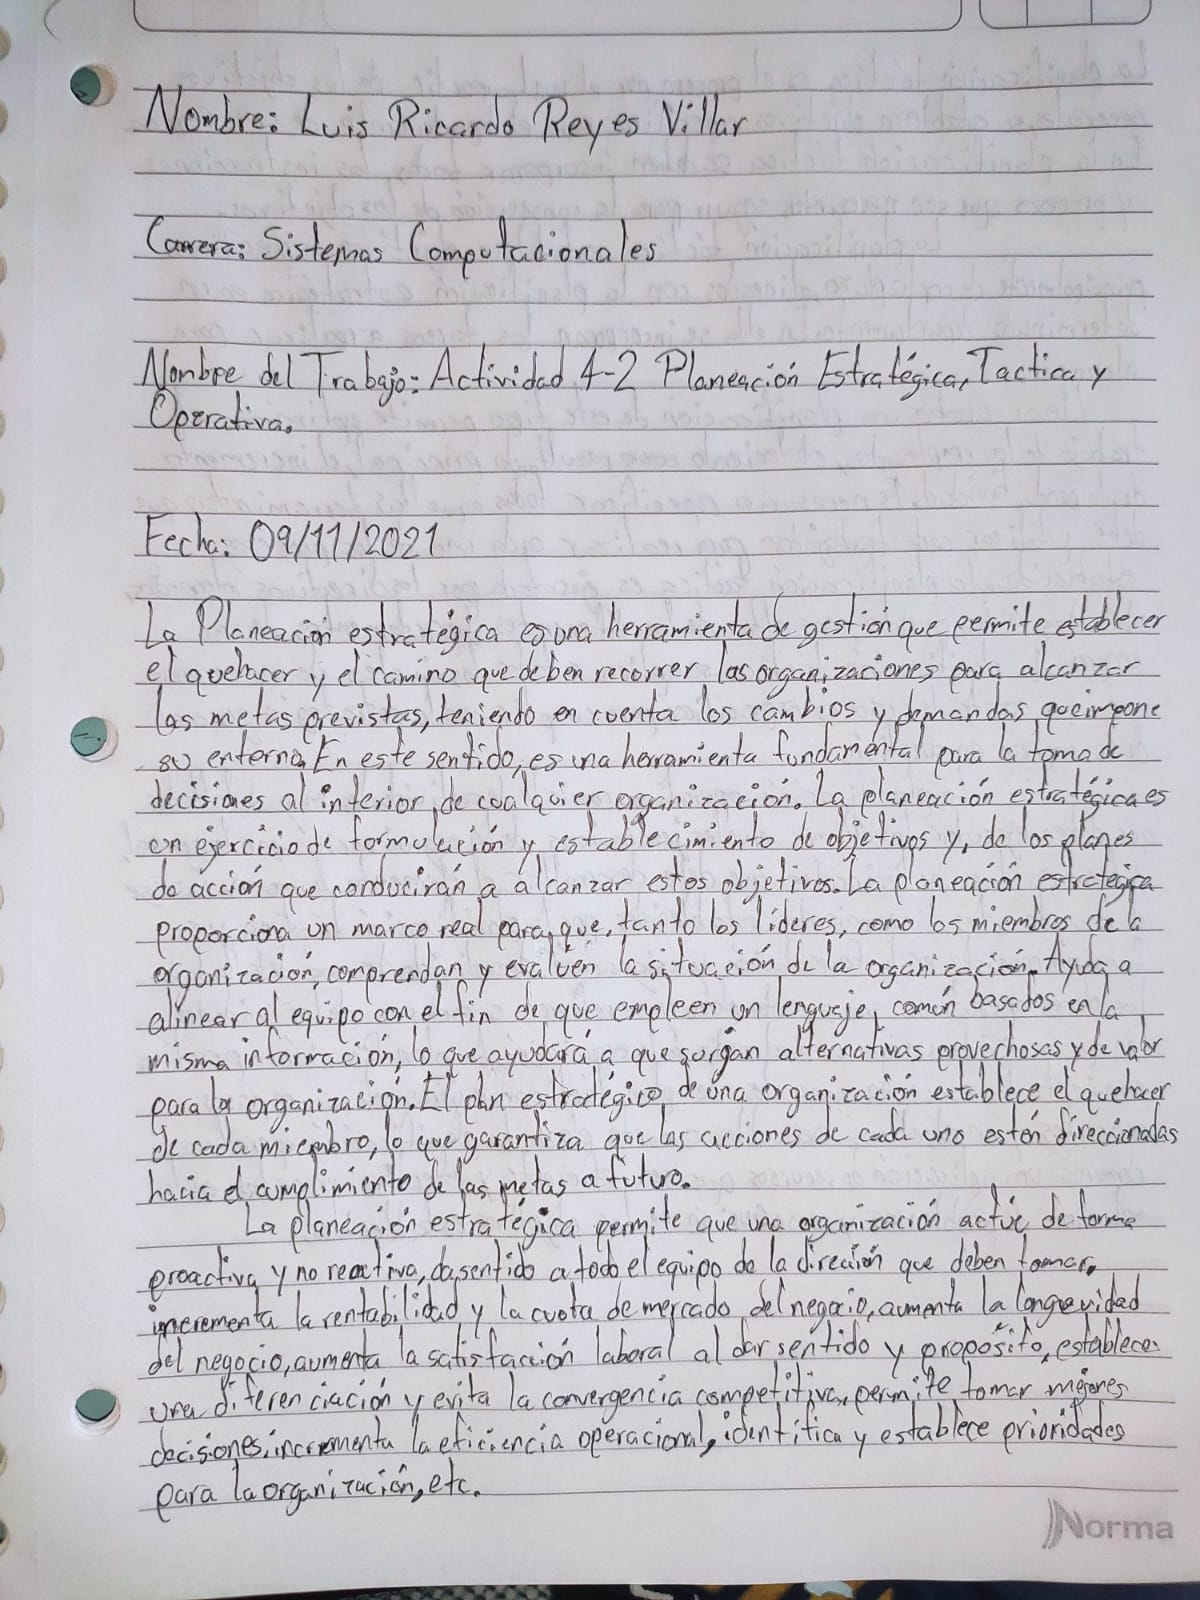 Nombre: Luis Ricardo Reyes Villar
Carrera: Sistemas Computacionales
Nombre del Trabajo: Actividad 4-2 Planeación Estratégica, Tactica y
Operativa.
Fecha: 09/11/2021
La Planeación estratégica es una herramienta de gestión que permite establecer
el quehacer y el camino que deben recorrer las organizaciones para alcanzar
las metas previstas, teniendo en cuenta los cambios y demandas que impone
su entorno. En este sentido, es una herramienta fundamental para la toma de
decisiones al interior de cualquier organización. La planeación estratégica es
un ejercicio de formulación y establecimiento de objetivos y, de los planes
de acción que conducirán a alcanzar estos objetivos. La planeación estrategica
proporciona un marco real para que, tanto los líderes, como los miembros de la
organización, comprendan y evalúen la situación de la organización. Ayuda a
alinear al equipo con el fin de que empleen un lenguaje común basados en la
misma información, lo que ayudará a que surgan alternativas provechosas y de valor
para la organización. El plan estratégico de una organización establece el quehacer
de cada miembro, lo que garantiza que las acciones de cada uno estén direccionadas
hacia el cumplimiento de las metas a futuro.
La planeación estratégica permite que una organización actúe de forma
proactiva y no reactiva, da sentido a todo el equipo de la direción que deben tomar,
incrementa la rentabilidad y la cuota de mercado del negocio, aumenta la longevidad
del negocio, aumenta la satisfacción laboral al dar sentido y propósito, establece
una diferenciación y evita la convergencia competitiva, permite tomar mejores
decisiones, incrementa la eficiencia operacional, identifica y establece prioridades
para la organización, etc.
Norma